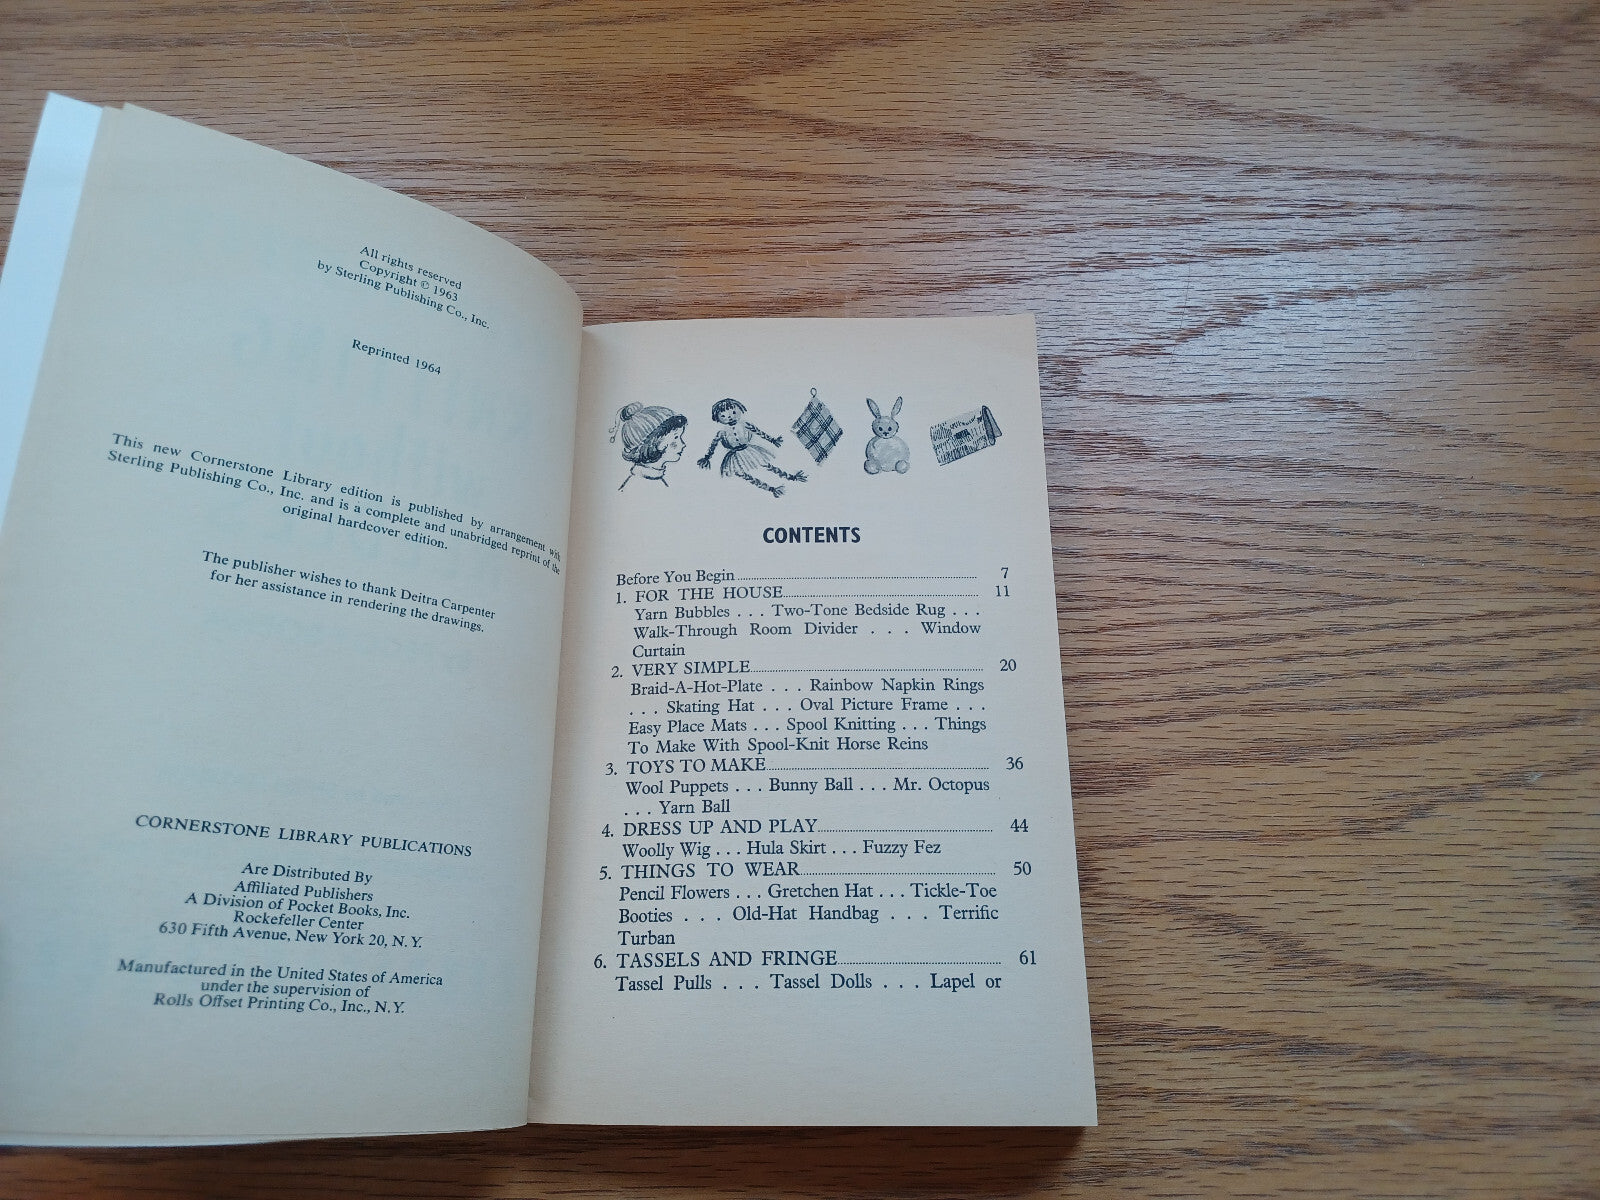 All rights reserved
Copyright © 1963
by Sterling Publishing Co., Inc.
Reprinted 1964
This new Cornerstone Library edition is published by arrangement with
Sterling Publishing Co., Inc. and is a complete and unabridged reprint of the
original hardcover edition.
The publisher wishes to thank Deitra Carpenter
for her assistance in rendering the drawings.
CORNERSTONE LIBRARY PUBLICATIONS
Are Distributed By
Affiliated Publishers
A Division of Pocket Books, Inc.
Rockefeller Center
630 Fifth Avenue, New York 20, N.Y.
Manufactured in the United States of America
under the supervision of
Rolls Offset Printing Co., Inc., N.Y.
CONTENTS
Before You Begin 7
1. FOR THE HOUSE 11
Yarn Bubbles . . . Two-Tone Bedside Rug . . .
Walk-Through Room Divider . . . Window
Curtain
2. VERY SIMPLE 20
Braid-A-Hot-Plate . . . Rainbow Napkin Rings
. . . Skating Hat . . . Oval Picture Frame . . .
Easy Place Mats . . . Spool Knitting . . . Things
To Make With Spool-Knit Horse Reins
3. TOYS TO MAKE 36
Wool Puppets . . . Bunny Ball . . . Mr. Octopus
. . . Yarn Ball
4. DRESS UP AND PLAY 44
Woolly Wig . . . Hula Skirt . . . Fuzzy Fez
5. THINGS TO WEAR 50
Pencil Flowers . . . Gretchen Hat . . . Tickle-Toe
Booties . . . Old-Hat Handbag . . . Terrific
Turban
6. TASSELS AND FRINGE 61
Tassel Pulls . . . Tassel Dolls . . . Lapel or